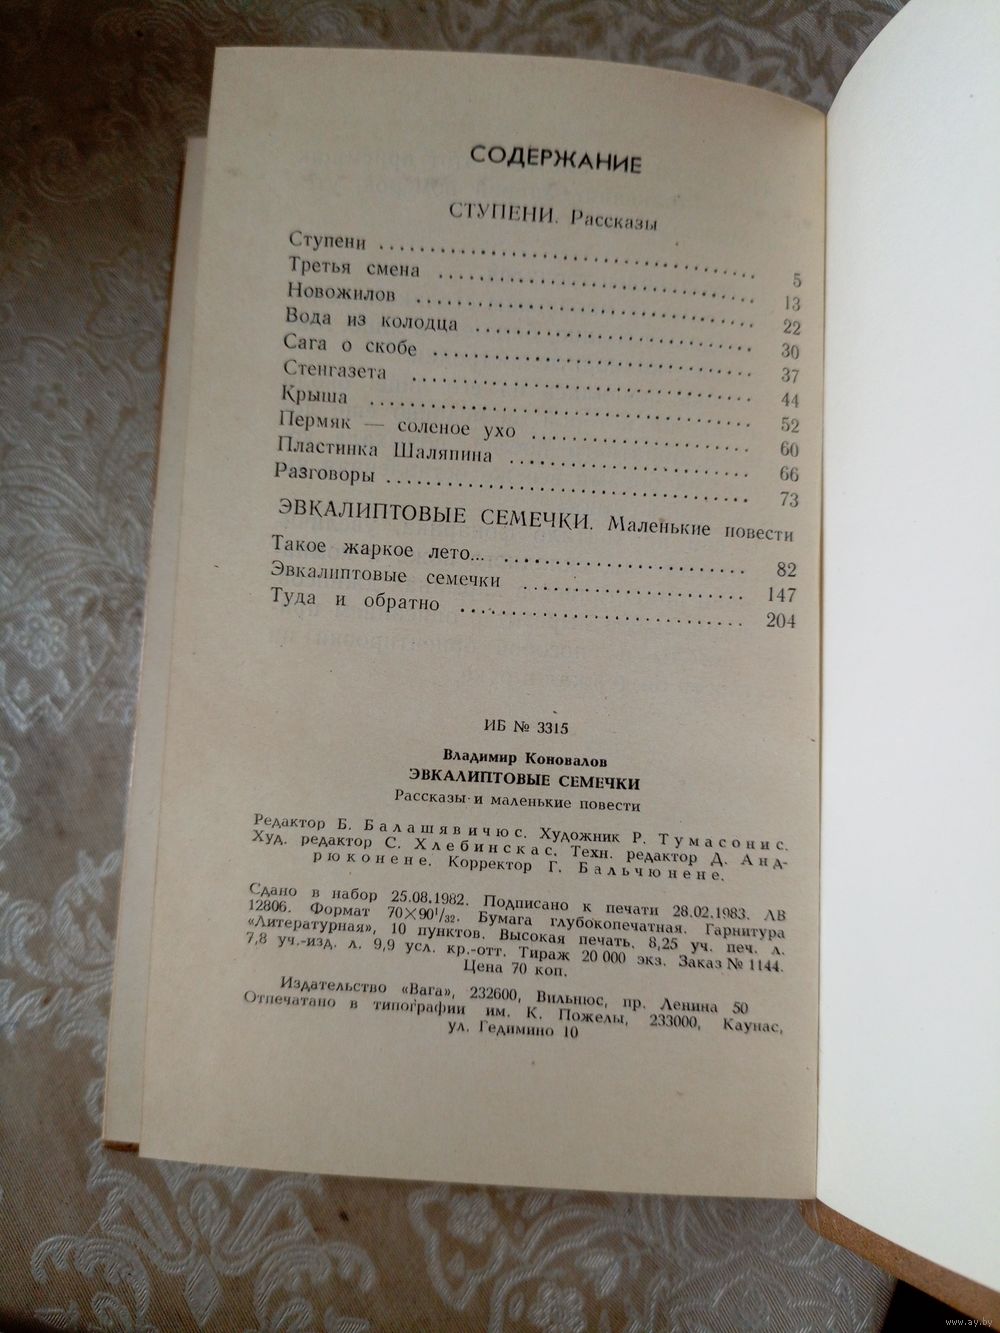 СОДЕРЖАНИЕ
СТУПЕНИ. Рассказы
Ступени . . . . . . . . . . 5
Третья смена . . . . . . . . . . 13
Новожилов . . . . . . . . . . 22
Вода из колодца . . . . . . . . . . 30
Сага о скобе . . . . . . . . . . 37
Стенгазета . . . . . . . . . . 44
Крыша . . . . . . . . . . 52
Пермяк — соленое ухо . . . . . . . . . . 60
Пластинка Шаляпина . . . . . . . . . . 66
Разговоры . . . . . . . . . . 73
ЭВКАЛИПТОВЫЕ СЕМЕЧКИ. Маленькие повести
Такое жаркое лето... . . . . . . . . . . 82
Эвкалиптовые семечки . . . . . . . . . . 147
Туда и обратно . . . . . . . . . . 204
ИБ № 3315
Владимир Коновалов
ЭВКАЛИПТОВЫЕ СЕМЕЧКИ
Рассказы и маленькие повести
Редактор Б. Балашявичюс. Художник Р. Тумасонис.
Худ. редактор С. Хлебинскас. Техн. редактор Д. Анд-
рюконене. Корректор Г. Бальчюнене.
Сдано в набор 25.08.1982. Подписано к печати 28.02.1983. ЛВ
12806. Формат 70×90¹/₃₂. Бумага глубокопечатная. Гарнитура
«Литературная», 10 пунктов. Высокая печать. 8,25 уч. печ. л.
7,8 уч.-изд. л. 9,9 усл. кр.-отт. Тираж 20 000 экз. Заказ № 1144.
Цена 70 коп.
Издательство «Вага», 232600, Вильнюс, пр. Ленина 50
Отпечатано в типографии им. К. Пожелы, 233000, Каунас,
ул. Гедимино 10
www.ay.by